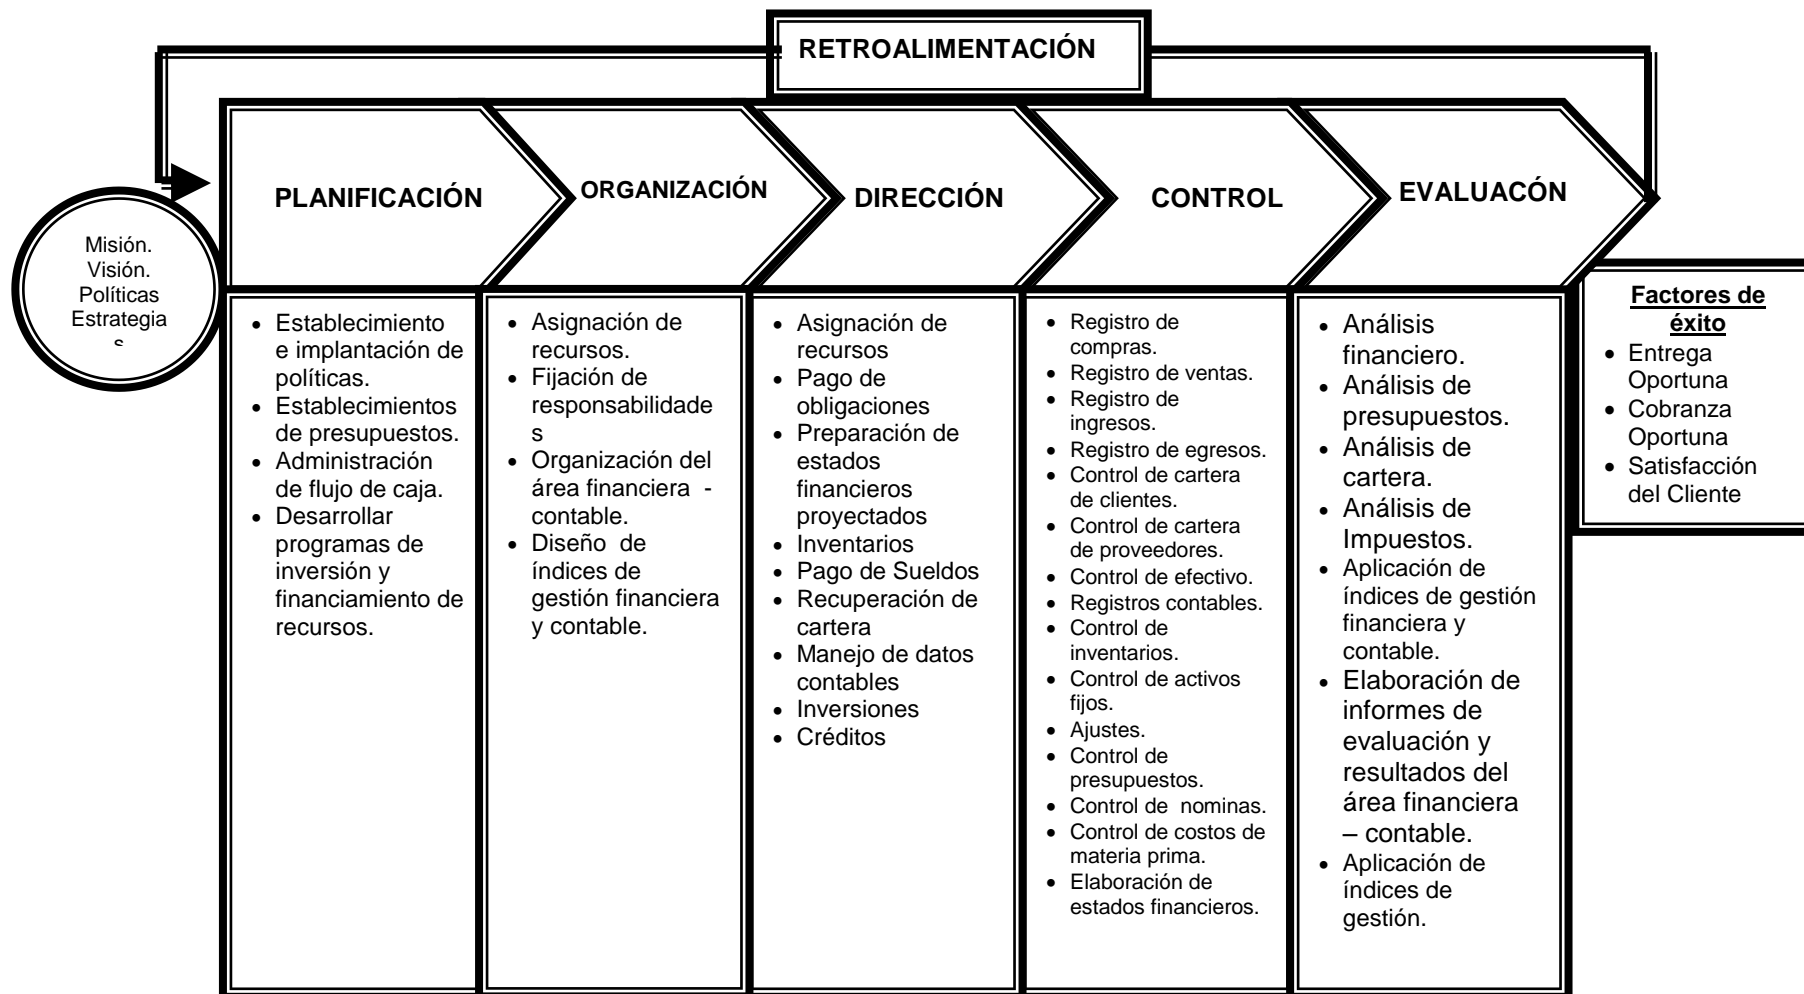 RETROALIMENTACIÓN
PLANIFICACIÓN
ORGANIZACIÓN
DIRECCIÓN
CONTROL
EVALUACÓN
Misión.
Visión.
Políticas
Estrategia
s
• Establecimiento
e implantación de
políticas.
• Establecimientos
de presupuestos.
• Administración
de flujo de caja.
• Desarrollar
programas de
inversión y
financiamiento de
recursos.
• Asignación de
recursos.
• Fijación de
responsabilidade
s
• Organización del
área financiera -
contable.
• Diseño de
índices de
gestión financiera
y contable.
• Asignación de
recursos
• Pago de
obligaciones
• Preparación de
estados
financieros
proyectados
• Inventarios
• Pago de Sueldos
• Recuperación de
cartera
• Manejo de datos
contables
• Inversiones
• Créditos
• Registro de
compras.
• Registro de ventas.
• Registro de
ingresos.
• Registro de egresos.
• Control de cartera
de clientes.
• Control de cartera
de proveedores.
• Control de efectivo.
• Registros contables.
• Control de
inventarios.
• Control de activos
fijos.
• Ajustes.
• Control de
presupuestos.
• Control de nominas.
• Control de costos de
materia prima.
• Elaboración de
estados financieros.
• Análisis
financiero.
• Análisis de
presupuestos.
• Análisis de
cartera.
• Análisis de
Impuestos.
• Aplicación de
índices de gestión
financiera y
contable.
• Elaboración de
informes de
evaluación y
resultados del
área financiera
– contable.
• Aplicación de
índices de
gestión.
Factores de
éxito
• Entrega
Oportuna
• Cobranza
Oportuna
• Satisfacción
del Cliente